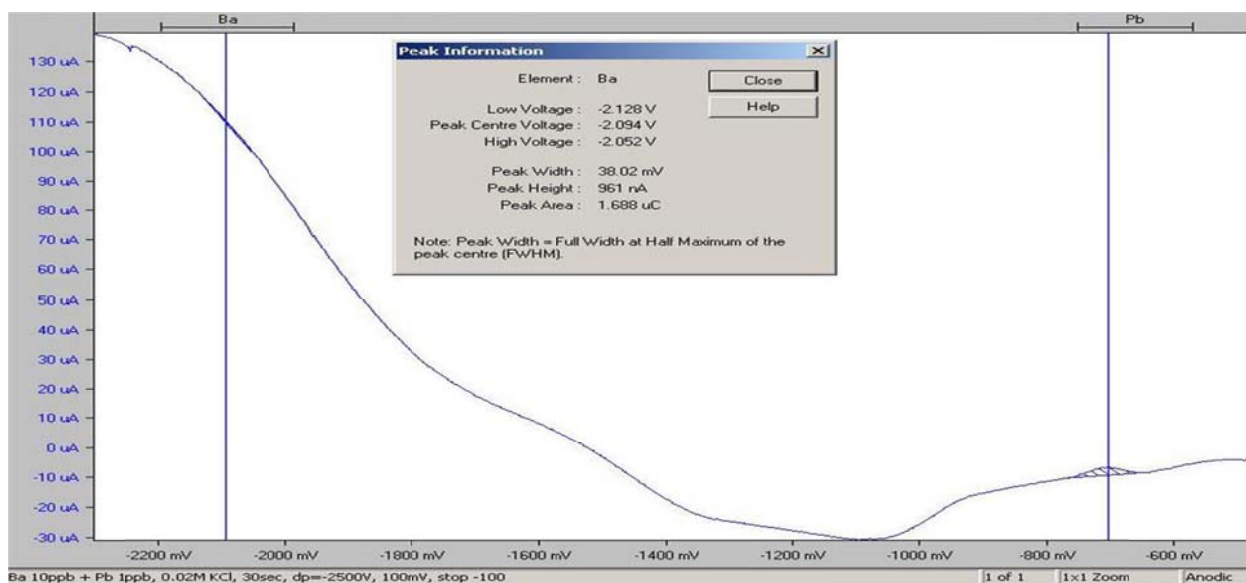 Ba
Pb
130 uA
120 uA
110 uA
100 uA
90 uA
80 uA
70 uA
60 uA
50 uA
40 uA
30 uA
20 uA
10 uA
0 uA
-10 uA
-20 uA
-30 uA
Peak Information
Element : Ba
Close
Low Voltage : -2.128 V
Help
Peak Centre Voltage : -2.094 V
High Voltage : -2.052 V
Peak Width : 38.02 mV
Peak Height : 961 nA
Peak Area : 1.688 uC
Note: Peak Width = Full Width at Half Maximum of the
peak centre (FWHM).
-2200 mV -2000 mV -1800 mV -1600 mV -1400 mV -1200 mV -1000 mV -800 mV -600 mV
Ba 10ppb + Pb 1ppb, 0.02M KCl, 30sec, dp=-2500V, 100mV, stop -100
1 of 1
1x1 Zoom
Anodic